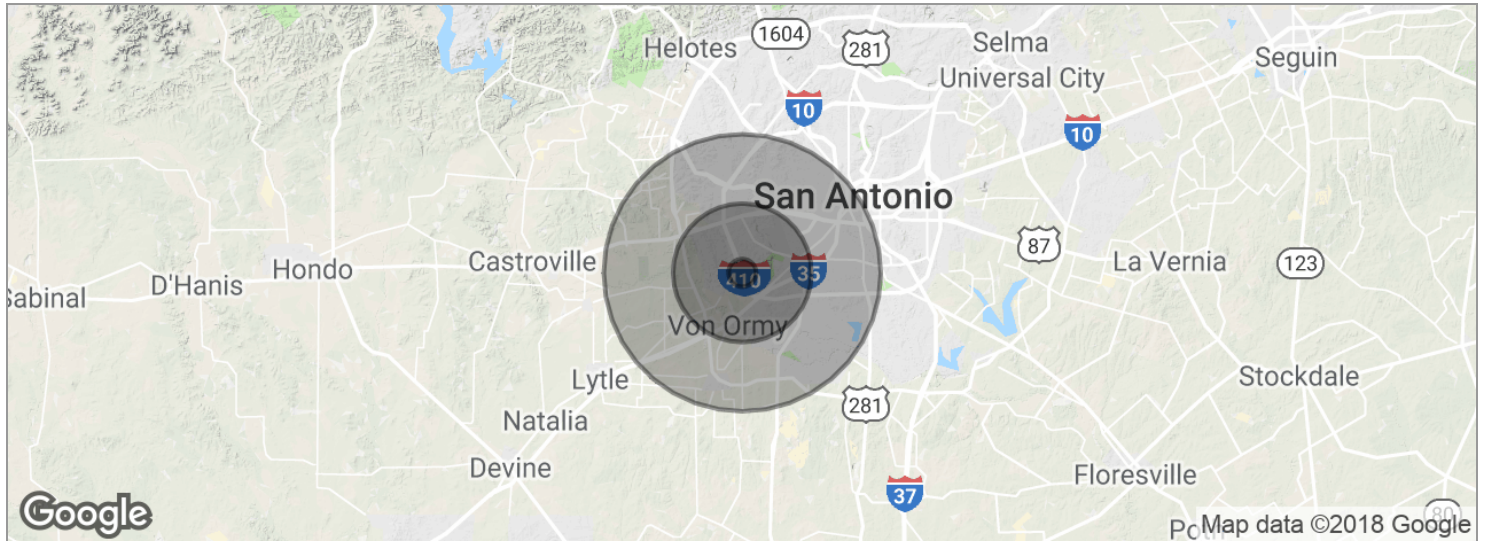 Helotes
1604
281
Selma
Universal City
Seguin
10
10
San Antonio
87
La Vernia
123
Castroville
Hondo
D'Hanis
Sabinal
410
35
Von Ormy
Lytle
Natalia
Devine
281
Stockdale
Floresville
37
80
Google
Map data ©2018 Google